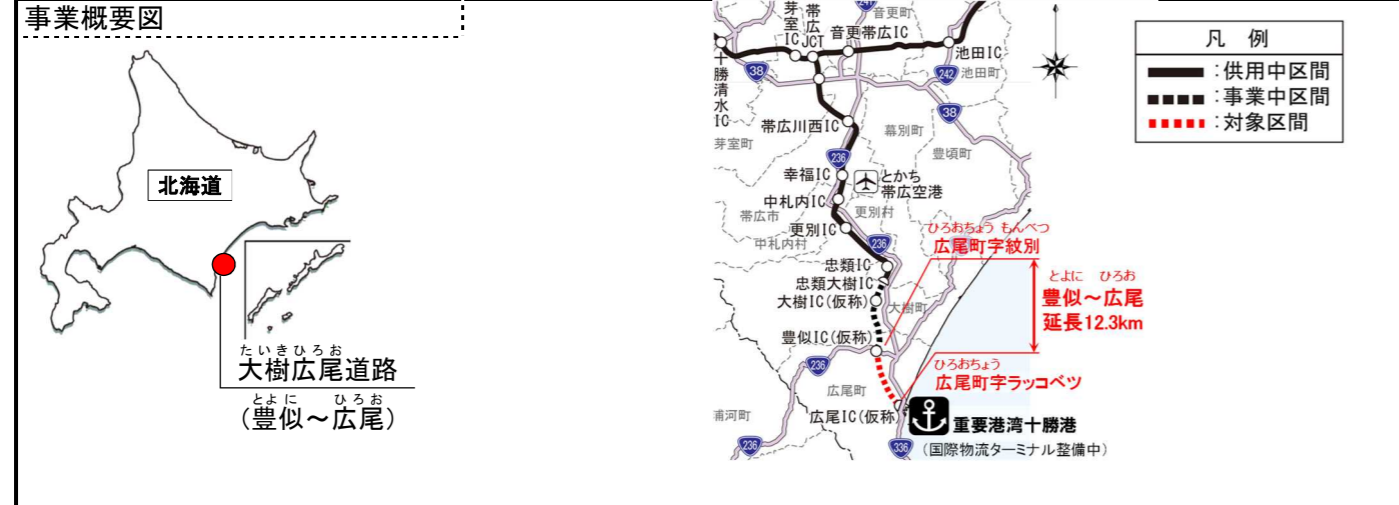 事業概要図
北海道
たいきひろお
大樹広尾道路
とよに ひろお
(豊似～広尾)
241
芽室IC
帯広JCT
音更町
音更帯広IC
池田IC
十勝清水IC
38
242
池田町
38
帯広川西IC
幕別町
芽室町
豊頃町
236
幸福IC
とかち
帯広空港
中札内IC
更別村
帯広市
更別IC
中札内村
236
ひろおちょう もんべつ
広尾町字紋別
忠類IC
忠類大樹IC
大樹IC(仮称)
大樹町
とよに ひろお
豊似～広尾
延長12.3km
豊似IC(仮称)
236
ひろおちょう
広尾町字ラッコベツ
広尾町
浦河町
広尾IC(仮称)
重要港湾十勝港
236
336
(国際物流ターミナル整備中)
凡 例
:供用中区間
:事業中区間
:対象区間